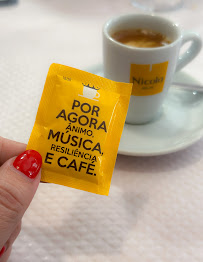 POR
AGORA
ÂNIMO,
MÚSICA,
RESILIÊNCIA
E CAFÉ.
Nicola